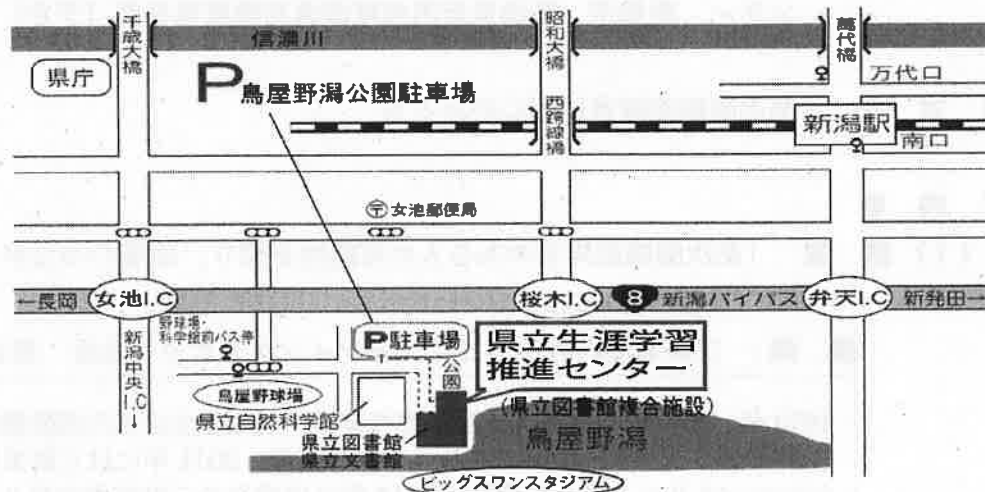 千歳大橋
信濃川
昭和大橋
萬代橋
県庁
P鳥屋野潟公園駐車場
万代口
西跨線橋
新潟駅
南口
〒女池郵便局
←長岡
女池I.C
桜木I.C
8
新潟バイパス
弁天I.C
新発田→
新潟中央I.C→
野球場・
科学館前バス停
P駐車場
公園
県立生涯学習
推進センター
(県立図書館複合施設)
鳥屋野球場
県立自然科学館
鳥屋野潟
県立図書館
県立文書館
ビッグスワンスタジアム